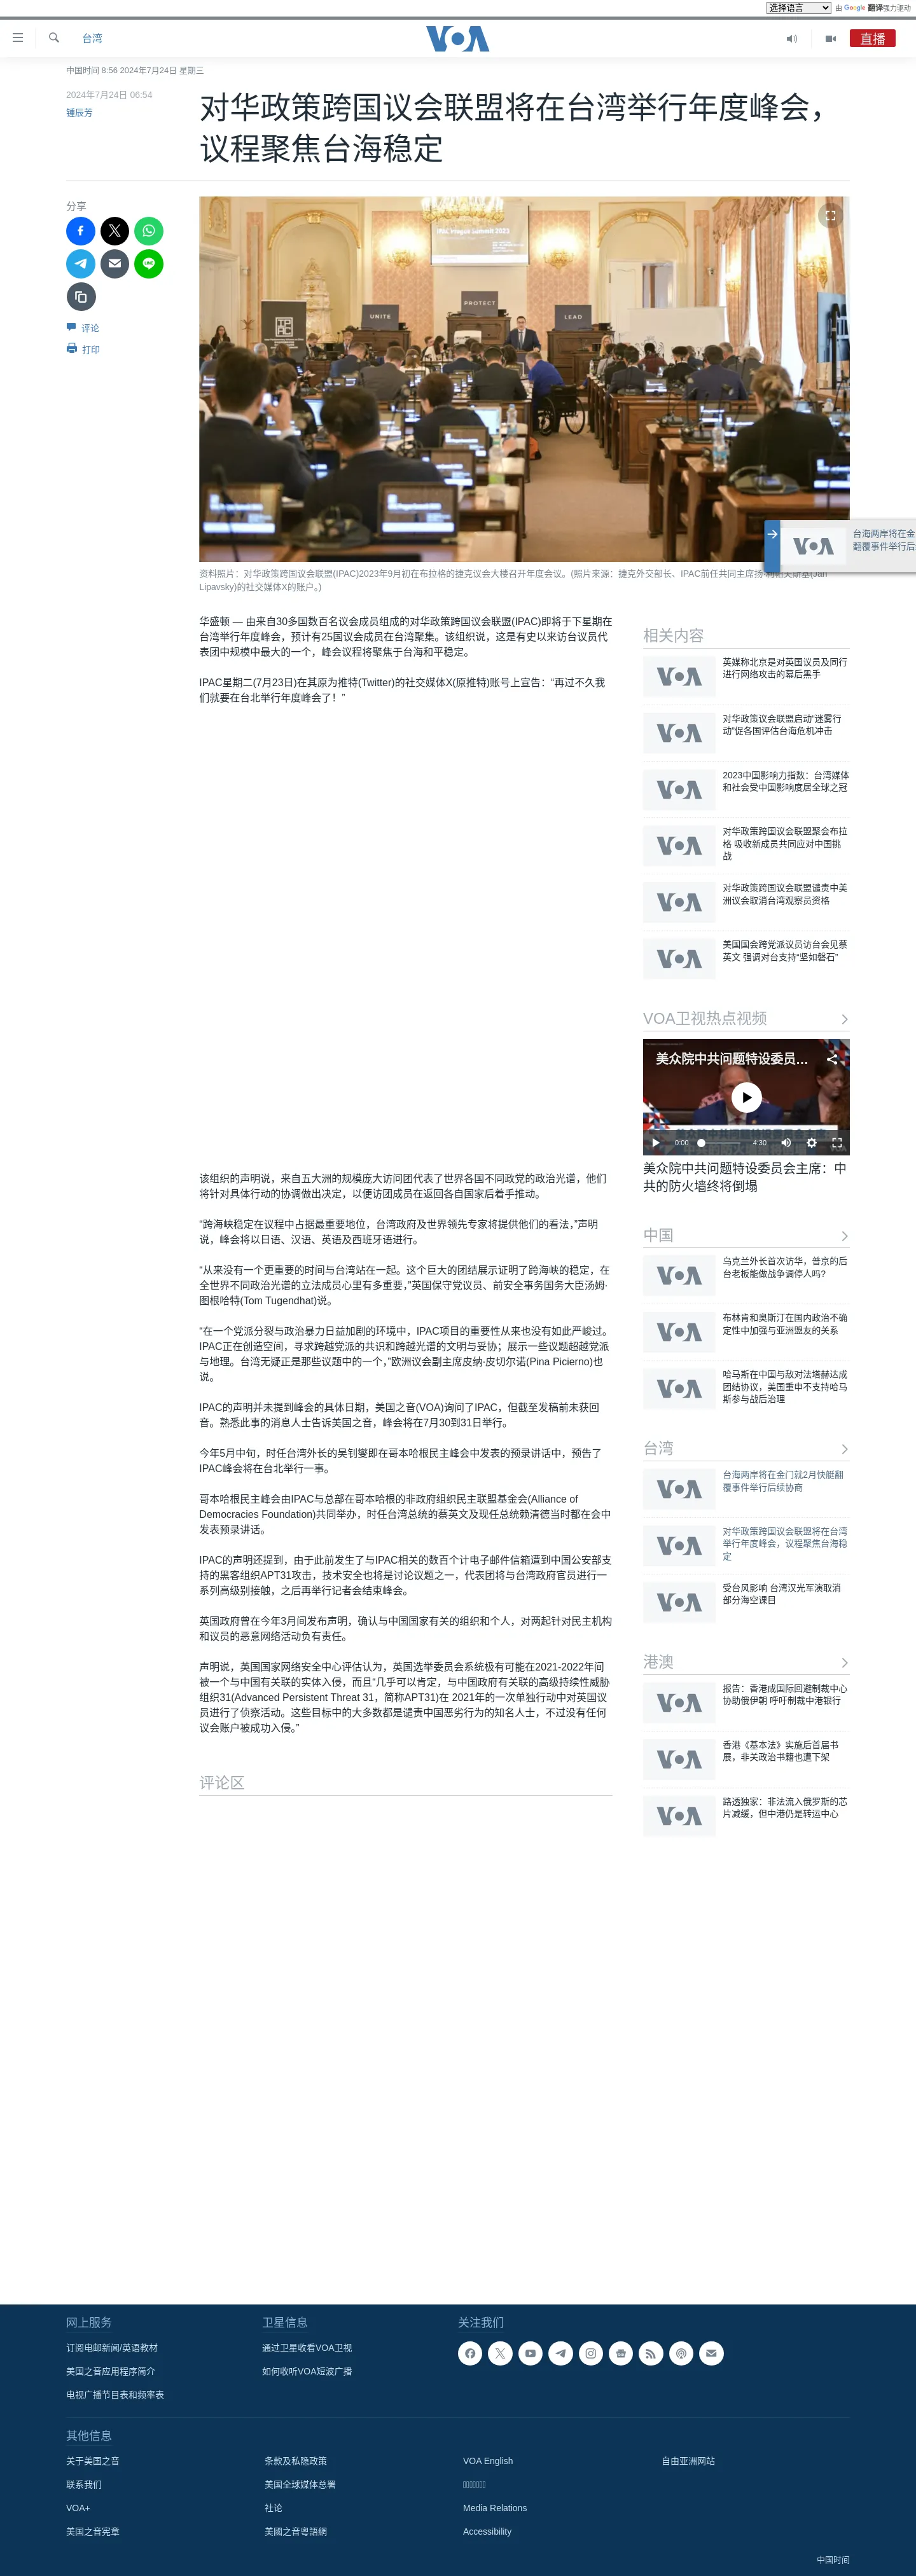 选择语言 由 Google 翻译强力驱动
台湾
VOA
直播
中国时间 8:56 2024年7月24日 星期三
2024年7月24日 06:54
锺辰芳
对华政策跨国议会联盟将在台湾举行年度峰会，
议程聚焦台海稳定
分享
评论
打印
IPAC Prague Summit 2023
UNITE
PROTECT
LEAD
IPAC
资料照片：对华政策跨国议会联盟(IPAC)2023年9月初在布拉格的捷克议会大楼召开年度会议。(照片来源：捷克外交部长、IPAC前任共同主席扬·利帕夫斯基(Jan
Lipavsky)的社交媒体X的账户。)
VOA
台海两岸将在金
翻覆事件举行后
华盛顿 — 由来自30多国数百名议会成员组成的对华政策跨国议会联盟(IPAC)即将于下星期在
台湾举行年度峰会，预计有25国议会成员在台湾聚集。该组织说，这是有史以来访台议员代
表团中规模中最大的一个，峰会议程将聚焦于台海和平稳定。
IPAC星期二(7月23日)在其原为推特(Twitter)的社交媒体X(原推特)账号上宣告：“再过不久我
们就要在台北举行年度峰会了！”
该组织的声明说，来自五大洲的规模庞大访问团代表了世界各国不同政党的政治光谱，他们
将针对具体行动的协调做出决定，以便访团成员在返回各自国家后着手推动。
“跨海峡稳定在议程中占据最重要地位，台湾政府及世界领先专家将提供他们的看法，”声明
说，峰会将以日语、汉语、英语及西班牙语进行。
“从来没有一个更重要的时间与台湾站在一起。这个巨大的团结展示证明了跨海峡的稳定，在
全世界不同政治光谱的立法成员心里有多重要，”英国保守党议员、前安全事务国务大臣汤姆·
图根哈特(Tom Tugendhat)说。
“在一个党派分裂与政治暴力日益加剧的环境中，IPAC项目的重要性从来也没有如此严峻过。
IPAC正在创造空间，寻求跨越党派的共识和跨越光谱的文明与妥协；展示一些议题超越党派
与地理。台湾无疑正是那些议题中的一个，”欧洲议会副主席皮纳·皮切尔诺(Pina Picierno)也
说。
IPAC的声明并未提到峰会的具体日期，美国之音(VOA)询问了IPAC，但截至发稿前未获回
音。熟悉此事的消息人士告诉美国之音，峰会将在7月30到31日举行。
今年5月中旬，时任台湾外长的吴钊燮即在哥本哈根民主峰会中发表的预录讲话中，预告了
IPAC峰会将在台北举行一事。
哥本哈根民主峰会由IPAC与总部在哥本哈根的非政府组织民主联盟基金会(Alliance of
Democracies Foundation)共同举办，时任台湾总统的蔡英文及现任总统赖清德当时都在会中
发表预录讲话。
IPAC的声明还提到，由于此前发生了与IPAC相关的数百个计电子邮件信箱遭到中国公安部支
持的黑客组织APT31攻击，技术安全也将是讨论议题之一，代表团将与台湾政府官员进行一
系列高级别接触，之后再举行记者会结束峰会。
英国政府曾在今年3月间发布声明，确认与中国国家有关的组织和个人，对两起针对民主机构
和议员的恶意网络活动负有责任。
声明说，英国国家网络安全中心评估认为，英国选举委员会系统极有可能在2021-2022年间
被一个与中国有关联的实体入侵，而且“几乎可以肯定，与中国政府有关联的高级持续性威胁
组织31(Advanced Persistent Threat 31，简称APT31)在 2021年的一次单独行动中对英国议
员进行了侦察活动。这些目标中的大多数都是谴责中国恶劣行为的知名人士，不过没有任何
议会账户被成功入侵。”
评论区
相关内容
VOA
英媒称北京是对英国议员及同行
进行网络攻击的幕后黑手
VOA
对华政策议会联盟启动“迷雾行
动”促各国评估台海危机冲击
VOA
2023中国影响力指数：台湾媒体
和社会受中国影响度居全球之冠
VOA
对华政策跨国议会联盟聚会布拉
格 吸收新成员共同应对中国挑
战
VOA
对华政策跨国议会联盟谴责中美
洲议会取消台湾观察员资格
VOA
美国国会跨党派议员访台会见蔡
英文 强调对台支持“坚如磐石”
VOA卫视热点视频
美众院中共问题特设委员...
0:00 4:30
美众院中共问题特设委员会主席：中
共的防火墙终将倒塌
中国
VOA
乌克兰外长首次访华，普京的后
台老板能做战争调停人吗?
VOA
布林肯和奥斯汀在国内政治不确
定性中加强与亚洲盟友的关系
VOA
哈马斯在中国与敌对法塔赫达成
团结协议，美国重申不支持哈马
斯参与战后治理
台湾
VOA
台海两岸将在金门就2月快艇翻
覆事件举行后续协商
VOA
对华政策跨国议会联盟将在台湾
举行年度峰会，议程聚焦台海稳
定
VOA
受台风影响 台湾汉光军演取消
部分海空课目
港澳
VOA
报告：香港成国际回避制裁中心
协助俄伊朝 呼吁制裁中港银行
VOA
香港《基本法》实施后首届书
展，非关政治书籍也遭下架
VOA
路透独家：非法流入俄罗斯的芯
片减缓，但中港仍是转运中心
网上服务
订阅电邮新闻/英语教材
美国之音应用程序简介
电视广播节目表和频率表
卫星信息
通过卫星收看VOA卫视
如何收听VOA短波广播
关注我们
其他信息
关于美国之音
联系我们
VOA+
美国之音宪章
条款及私隐政策
美国全球媒体总署
社论
美國之音粵語網
VOA English
Media Relations
Accessibility
自由亚洲网站
中国时间